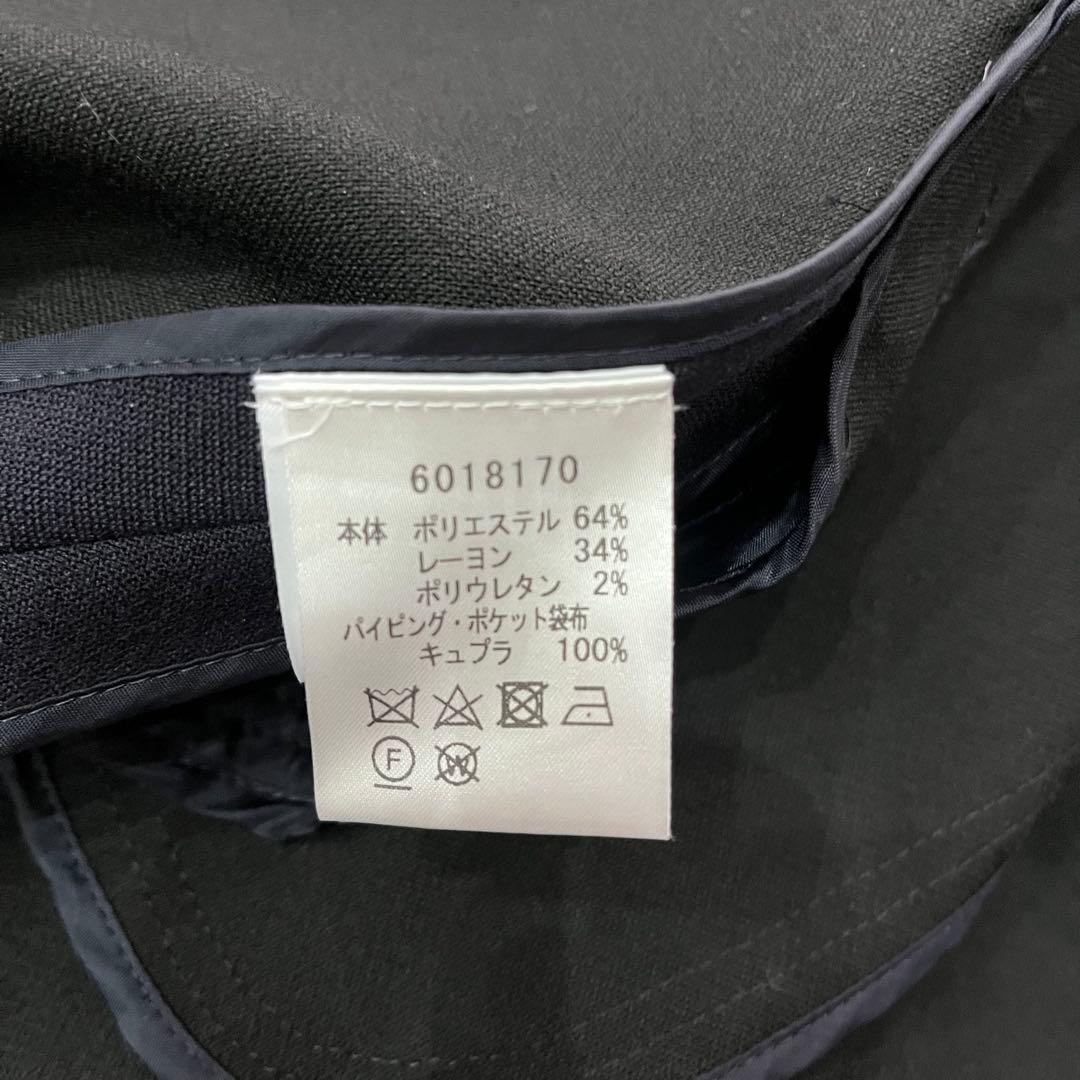 6018170
本体 ポリエステル 64%
レーヨン 34%
ポリウレタン 2%
パイピング・ポケット袋布
キュプラ 100%
F
W